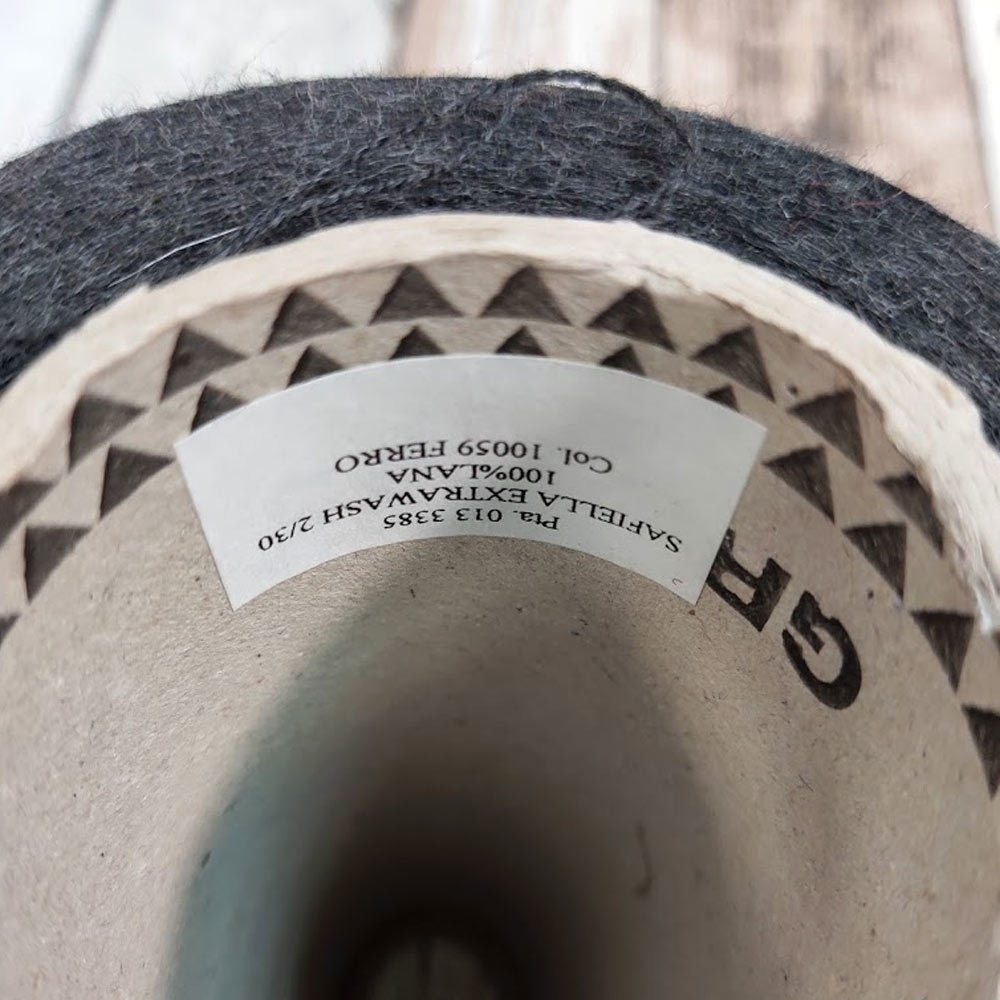 Pta. 013 3385
SAFIELLA EXTRAWASH 2/30
100%LANA
Col. 10059 FERRO